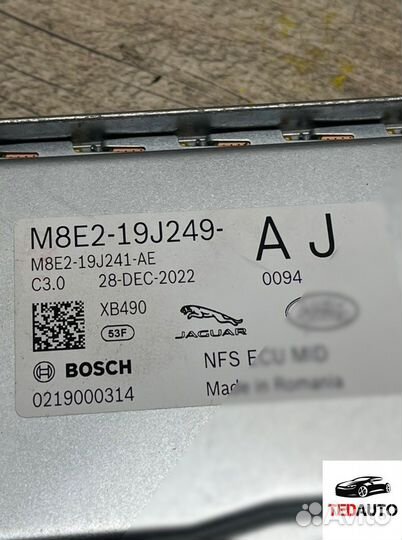 M8E2-19J249- AJ
M8E2-19J241-AE
C3.0 28-DEC-2022 0094
XB490
53F
JAGUAR
BOSCH NFS ECU MID
0219000314 Made in Romania
TEDAUTO
Avito